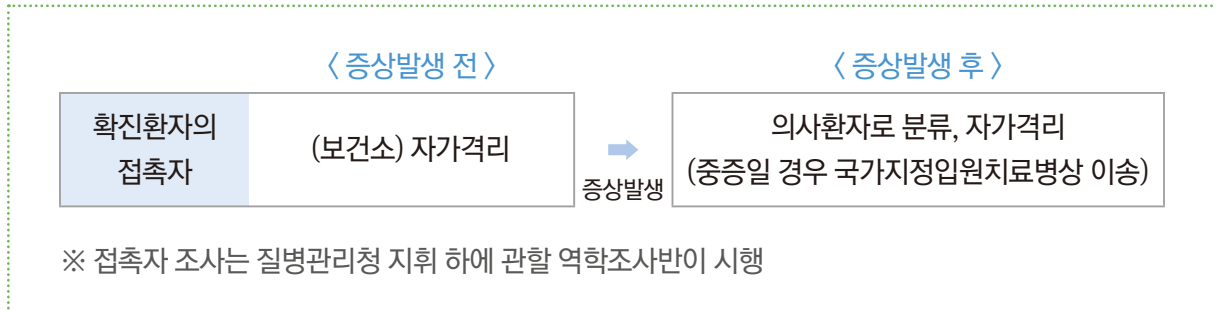 〈 증상발생 전 〉
〈 증상발생 후 〉
확진환자의
접촉자
(보건소) 자가격리
증상발생
의사환자로 분류, 자가격리
(중증일 경우 국가지정입원치료병상 이송)
※ 접촉자 조사는 질병관리청 지휘 하에 관할 역학조사반이 시행